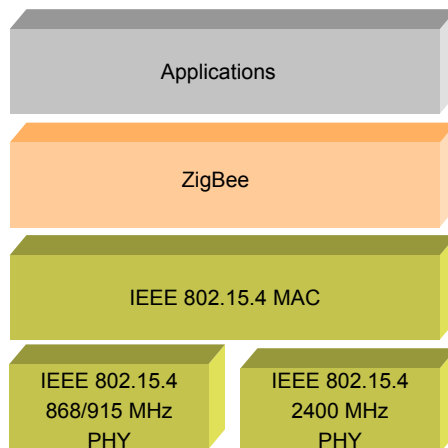 Applications
ZigBee
IEEE 802.15.4 MAC
IEEE 802.15.4
868/915 MHz
PHY
IEEE 802.15.4
2400 MHz
PHY